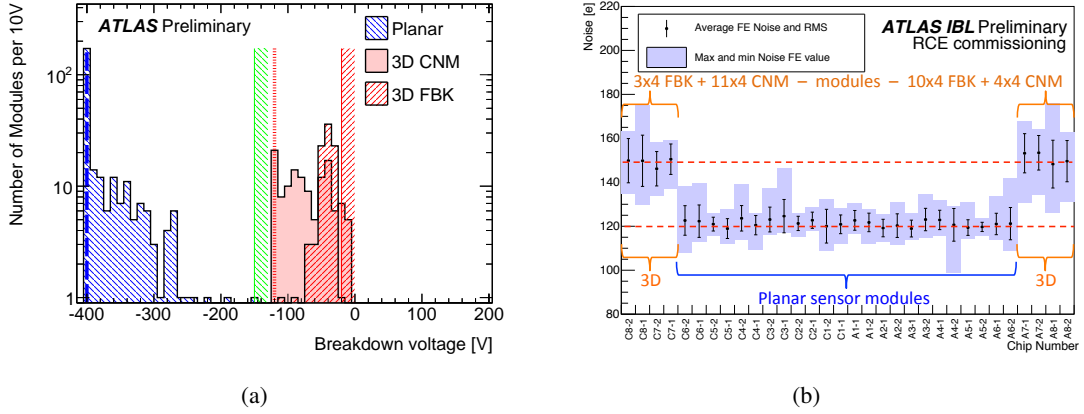 ATLAS Preliminary
Planar
3D CNM
3D FBK
Number of Modules per 10V
10²
10
1
-400 -300 -200 -100 0 100 200
Breakdown voltage [V]
(a)
Noise [e]
220
200
180
160
140
120
100
80
ATLAS IBL Preliminary
RCE commissioning
Average FE Noise and RMS
Max and min Noise FE value
3x4 FBK + 11x4 CNM – modules – 10x4 FBK + 4x4 CNM
3D
Planar sensor modules
3D
C8-2 C8-1 C7-2 C7-1 C6-2 C6-1 C5-2 C5-1 C4-2 C4-1 C3-2 C3-1 C2-2 C2-1 C1-2 C1-1 A1-1 A1-2 A2-1 A2-2 A3-1 A3-2 A4-1 A4-2 A5-1 A5-2 A6-1 A6-2 A7-1 A7-2 A8-1 A8-2
Chip Number
(b)